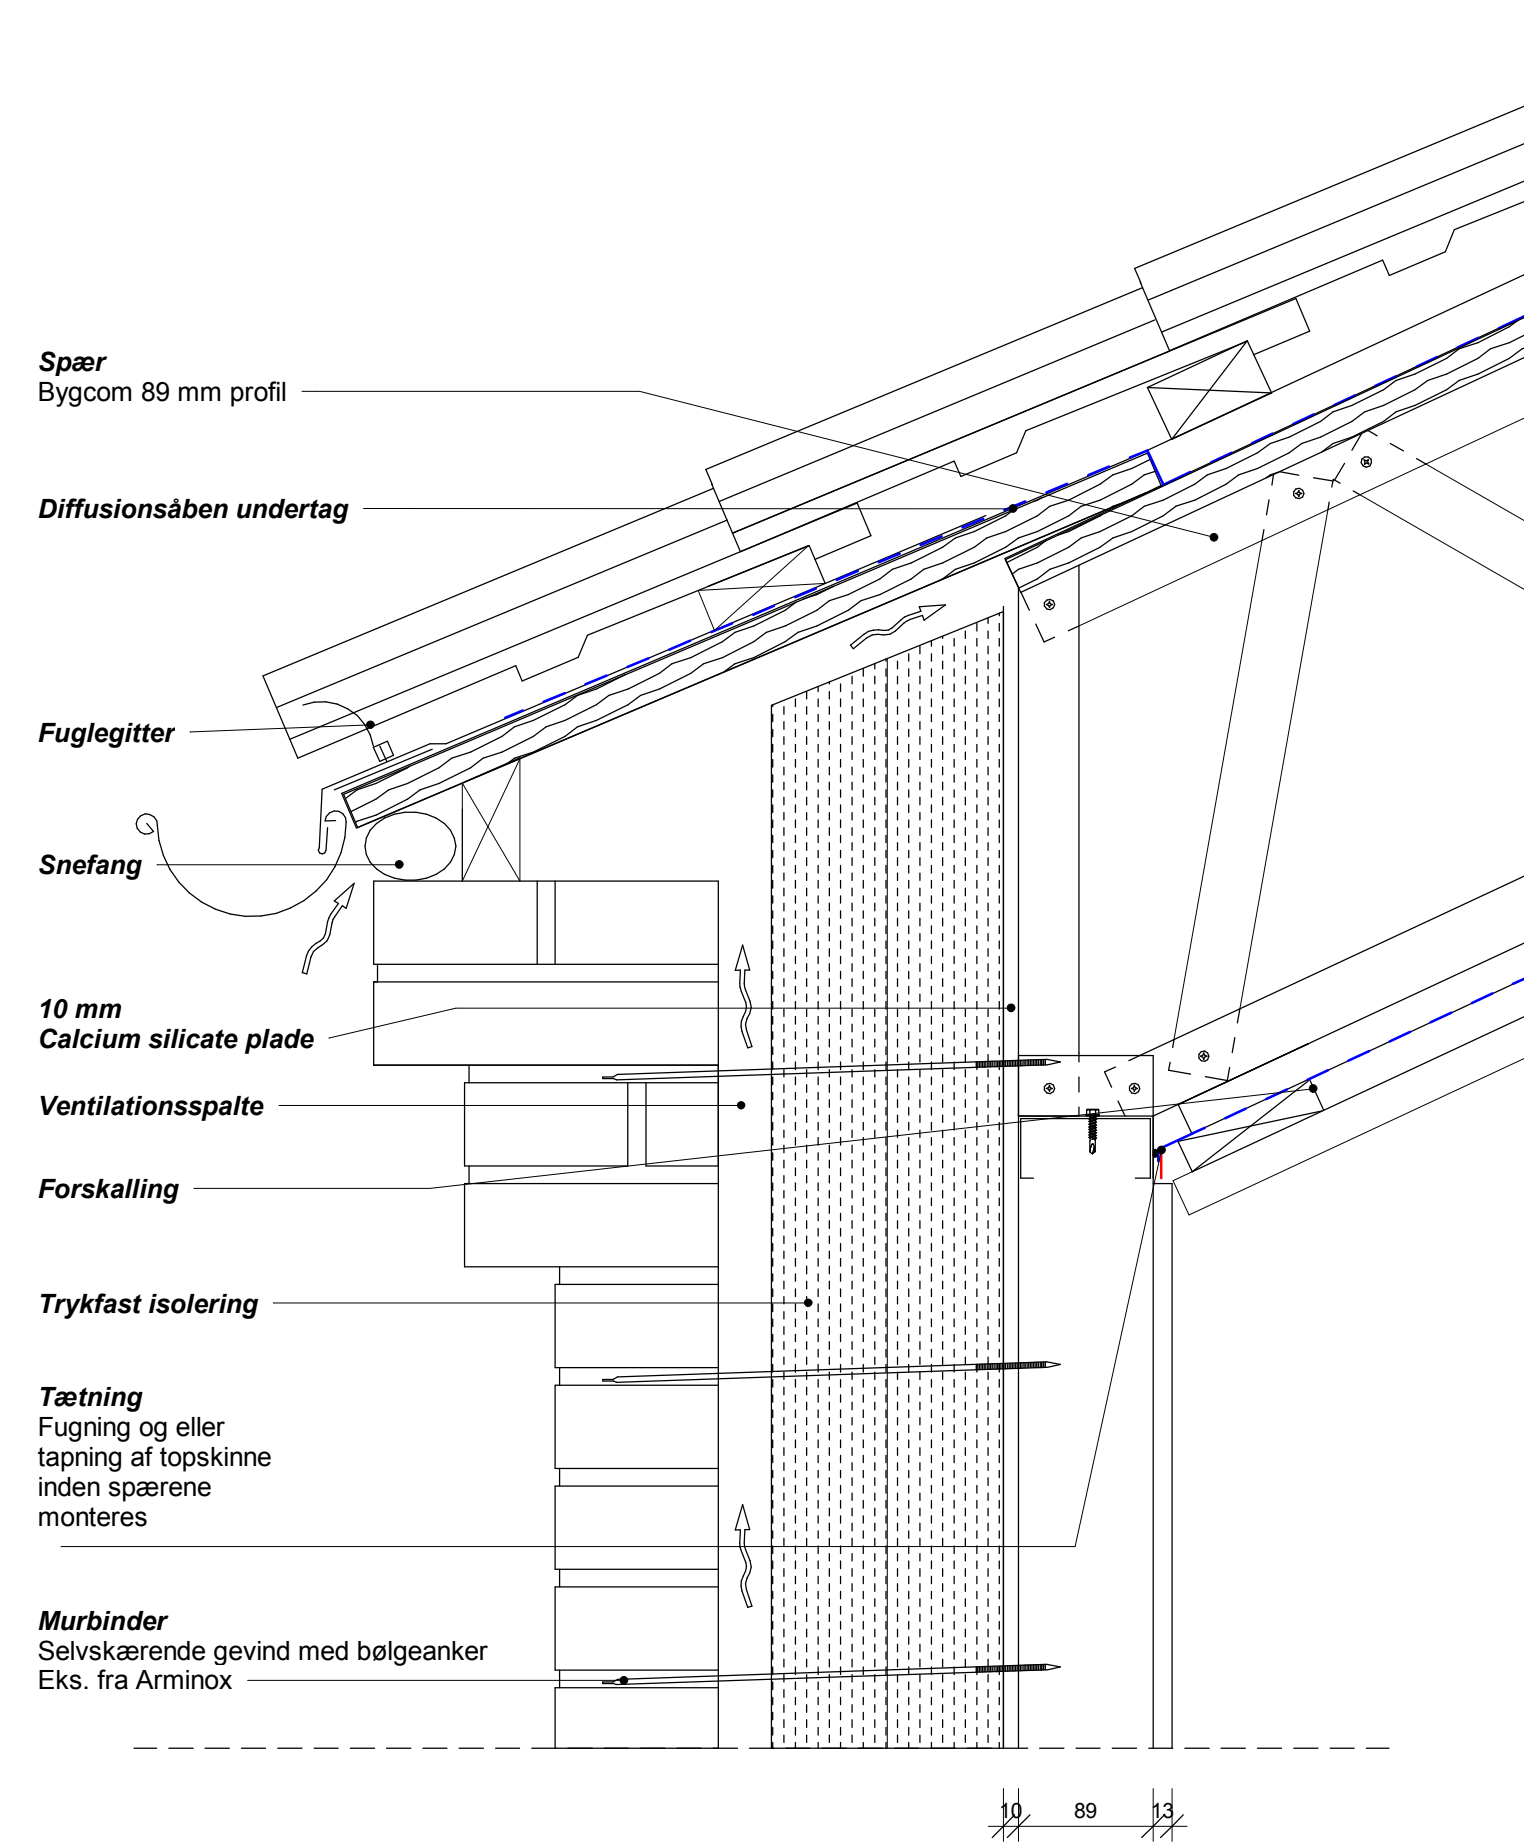 Spær
Bygcom 89 mm profil
Diffusionsåben undertag
Fuglegitter
Snefang
10 mm
Calcium silicate plade
Ventilationsspalte
Forskalling
Trykfast isolering
Tætning
Fugning og eller
tapning af topskinne
inden spærene
monteres
Murbinder
Selvskærende gevind med bølgeanker
Eks. fra Arminox
10 89 13